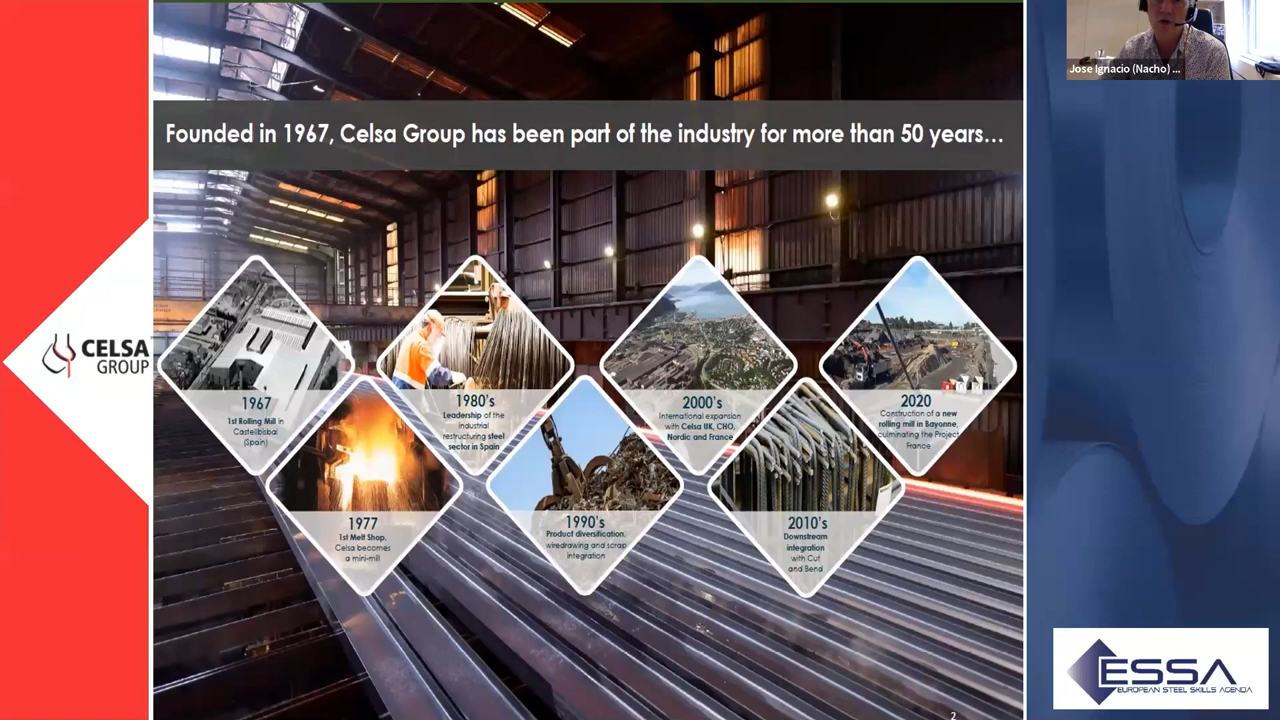 Jose Ignacio (Nacho) ...
Founded in 1967, Celsa Group has been part of the industry for more than 50 years...
CELSA
GROUP
1967
1st Rolling Mill in
Castellbisbal
(Spain)
1977
1st Melt Shop,
Celsa becomes
a mini-mill
1980's
Leadership of the
industrial
restructuring steel
sector in Spain
1990's
Product diversification,
wiredrawing and scrap
integration
2000's
International expansion
with Celsa UK, CHO,
Nordic and France
2010's
Downstream
integration
with Cut
and Bend
2020
Construction of a new
rolling mill in Bayonne,
culminating the Project
France
ESSA
EUROPEAN STEEL SKILLS AGENDA
2